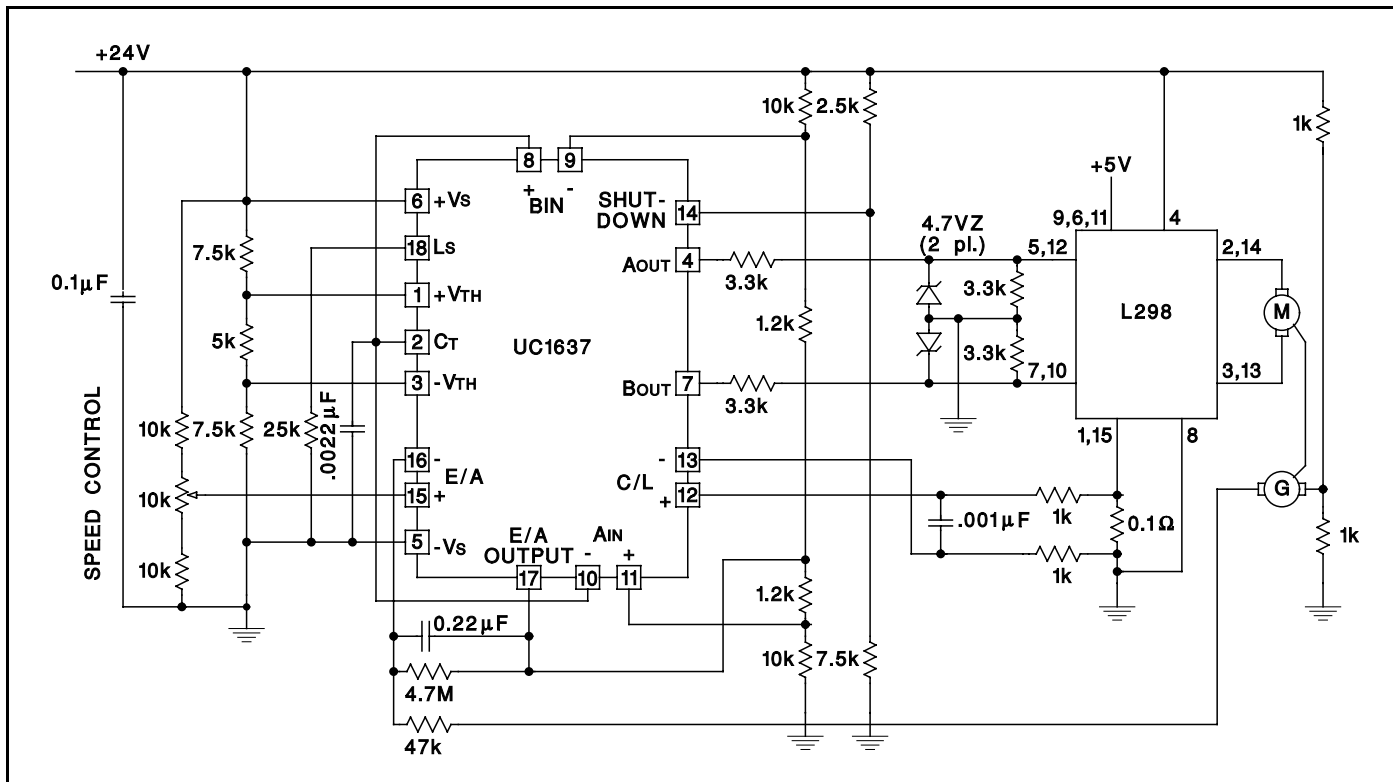 +24V
10k
2.5k
1k
+5V
8
9
+
-
BIN
6
+VS
SHUT-
DOWN
14
9,6,11
4
7.5k
18
LS
4.7VZ
(2 pl.)
5,12
2,14
AOUT
4
0.1µF
1
+VTH
3.3k
3.3k
1.2k
L298
M
5k
2
CT
UC1637
3.3k
3
-VTH
BOUT
7
7,10
3,13
3.3k
SPEED CONTROL
10k
7.5k
25k
.0022µF
1,15
8
16
-
E/A
-
13
C/L
10k
15
+
+
12
G
.001µF
1k
0.1Ω
1k
5
-VS
E/A
OUTPUT
AIN
-
+
1k
10k
17
10
11
1.2k
0.22µF
10k
7.5k
4.7M
47k